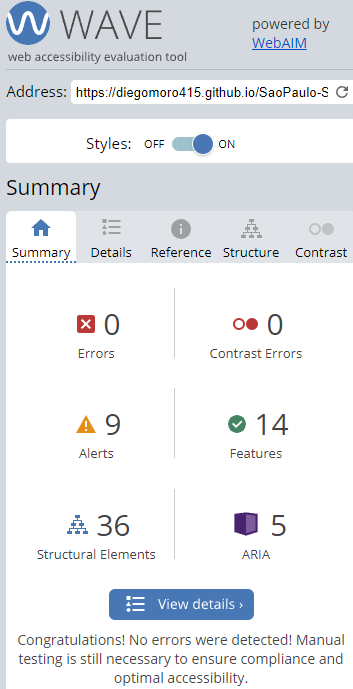 WAVE
web accessibility evaluation tool
powered by
WebAIM
Address: https://diegomoro415.github.io/SaoPaulo-S
Styles: OFF ON
Summary
Summary Details Reference Structure Contrast
0 0
Errors Contrast Errors
9 14
Alerts Features
36 5
Structural Elements ARIA
View details ›
Congratulations! No errors were detected! Manual
testing is still necessary to ensure compliance and
optimal accessibility.